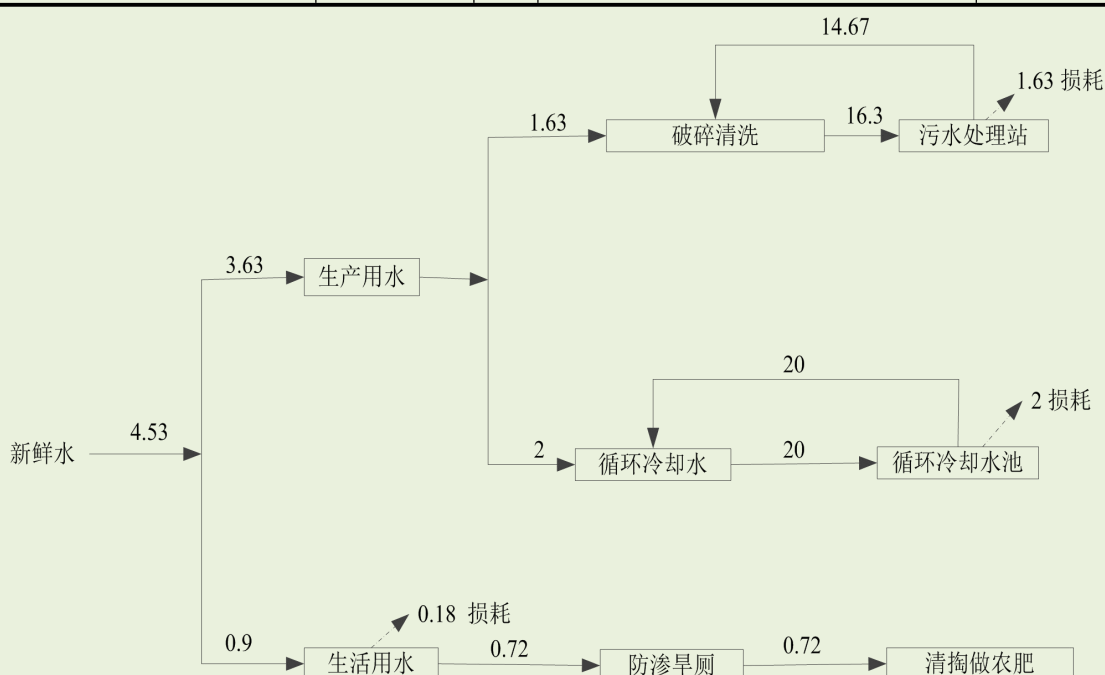 14.67
1.63 损耗
1.63
破碎清洗
16.3
污水处理站
3.63
生产用水
20
2 损耗
新鲜水
4.53
2
循环冷却水
20
循环冷却水池
0.18 损耗
0.9
生活用水
0.72
防渗旱厕
0.72
清掏做农肥